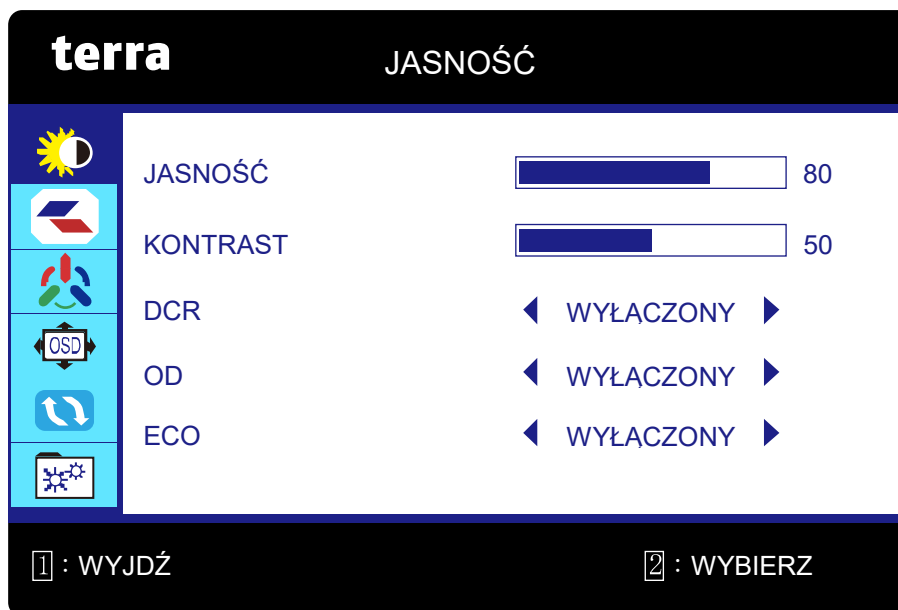 terra JASNOŚĆ
JASNOŚĆ 80
KONTRAST 50
DCR WYŁĄCZONY
OSD
OD WYŁĄCZONY
ECO WYŁĄCZONY
1 : WYJDŹ 2 : WYBIERZ